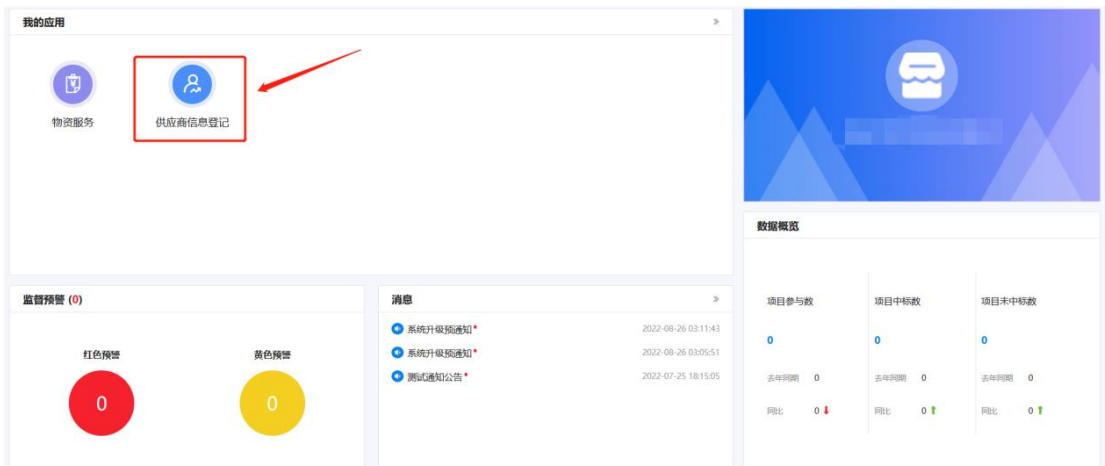 我的应用
物资服务
供应商信息登记
监督预警 (0)
红色预警
黄色预警
0
0
消息
系统升级预通知*
2022-08-26 03:11:43
系统升级预通知*
2022-08-26 03:05:51
测试通知公告*
2022-07-25 18:15:05
数据概览
项目参与数
项目中标数
项目未中标数
0
0
0
去年同期 0
去年同期 0
去年同期 0
同比 0
同比 0
同比 0